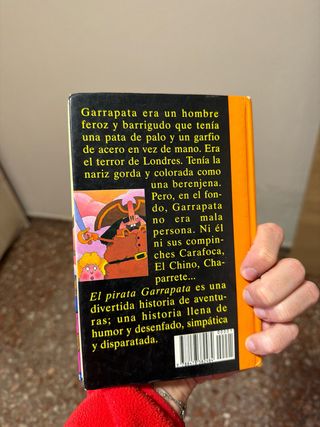 Garrapata era un hombre
feroz y barrigudo que tenía
una pata de palo y un garfio
de acero en vez de mano. Era
el terror de Londres. Tenía la
nariz gorda y colorada como
una berenjena.
Pero, en el fon-
do, Garrapata
no era mala
persona. Ni él
ni sus compin-
ches Carafoca,
El Chino, Cha-
parrete...
El pirata Garrapata es una
divertida historia de aventu-
ras; una historia llena de
humor y desenfado, simpática
y disparatada.